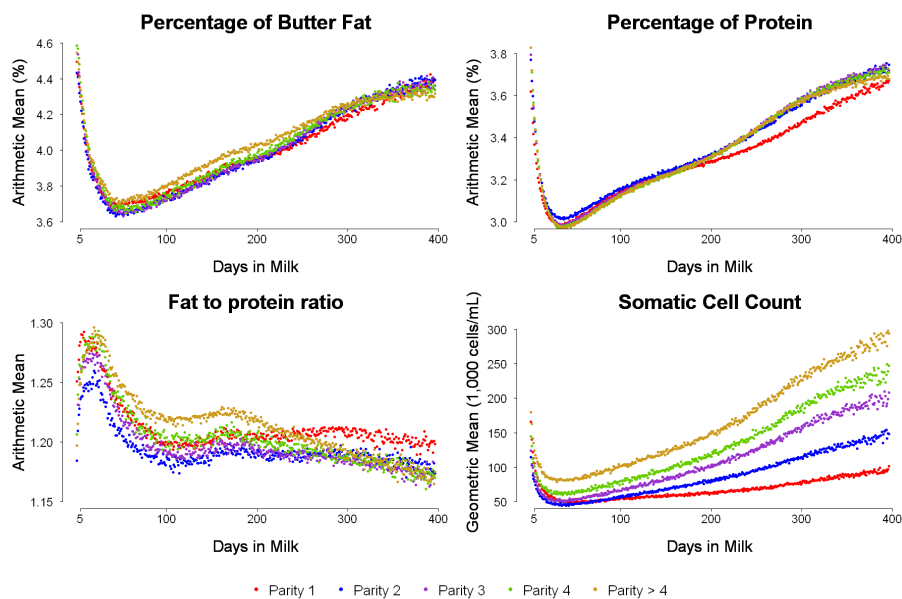 Percentage of Butter Fat
Arithmetic Mean (%)
4.6
4.4
4.2
4.0
3.8
3.6
5 100 200 300 400
Days in Milk
Percentage of Protein
Arithmetic Mean (%)
3.8
3.6
3.4
3.2
3.0
5 100 200 300 400
Days in Milk
Fat to protein ratio
Arithmetic Mean
1.30
1.25
1.20
1.15
5 100 200 300 400
Days in Milk
Somatic Cell Count
Geometric Mean (1,000 cells/mL)
300
250
200
150
100
50
5 100 200 300 400
Days in Milk
Parity 1 Parity 2 Parity 3 Parity 4 Parity > 4